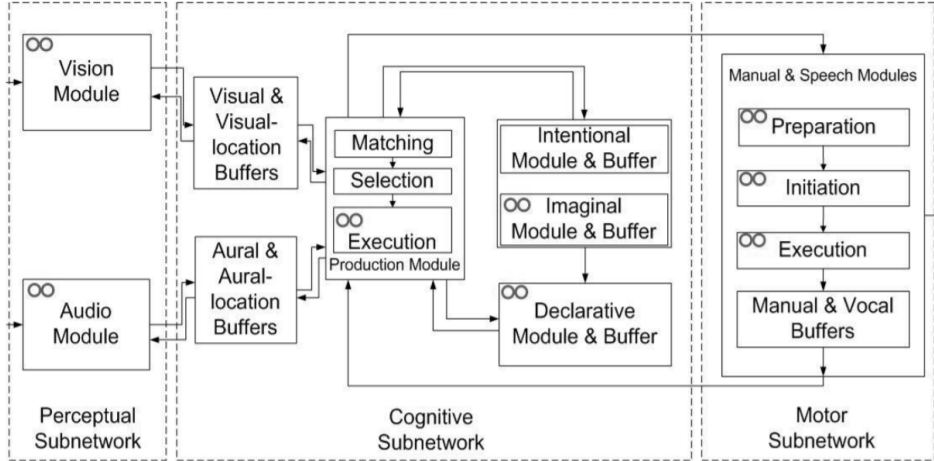 Vision
Module
Audio
Module
Perceptual
Subnetwork
Visual &
Visual-
location
Buffers
Aural &
Aural-
location
Buffers
Matching
Selection
Execution
Production Module
Intentional
Module & Buffer
Imaginal
Module & Buffer
Declarative
Module & Buffer
Cognitive
Subnetwork
Manual & Speech Modules
Preparation
Initiation
Execution
Manual & Vocal
Buffers
Motor
Subnetwork